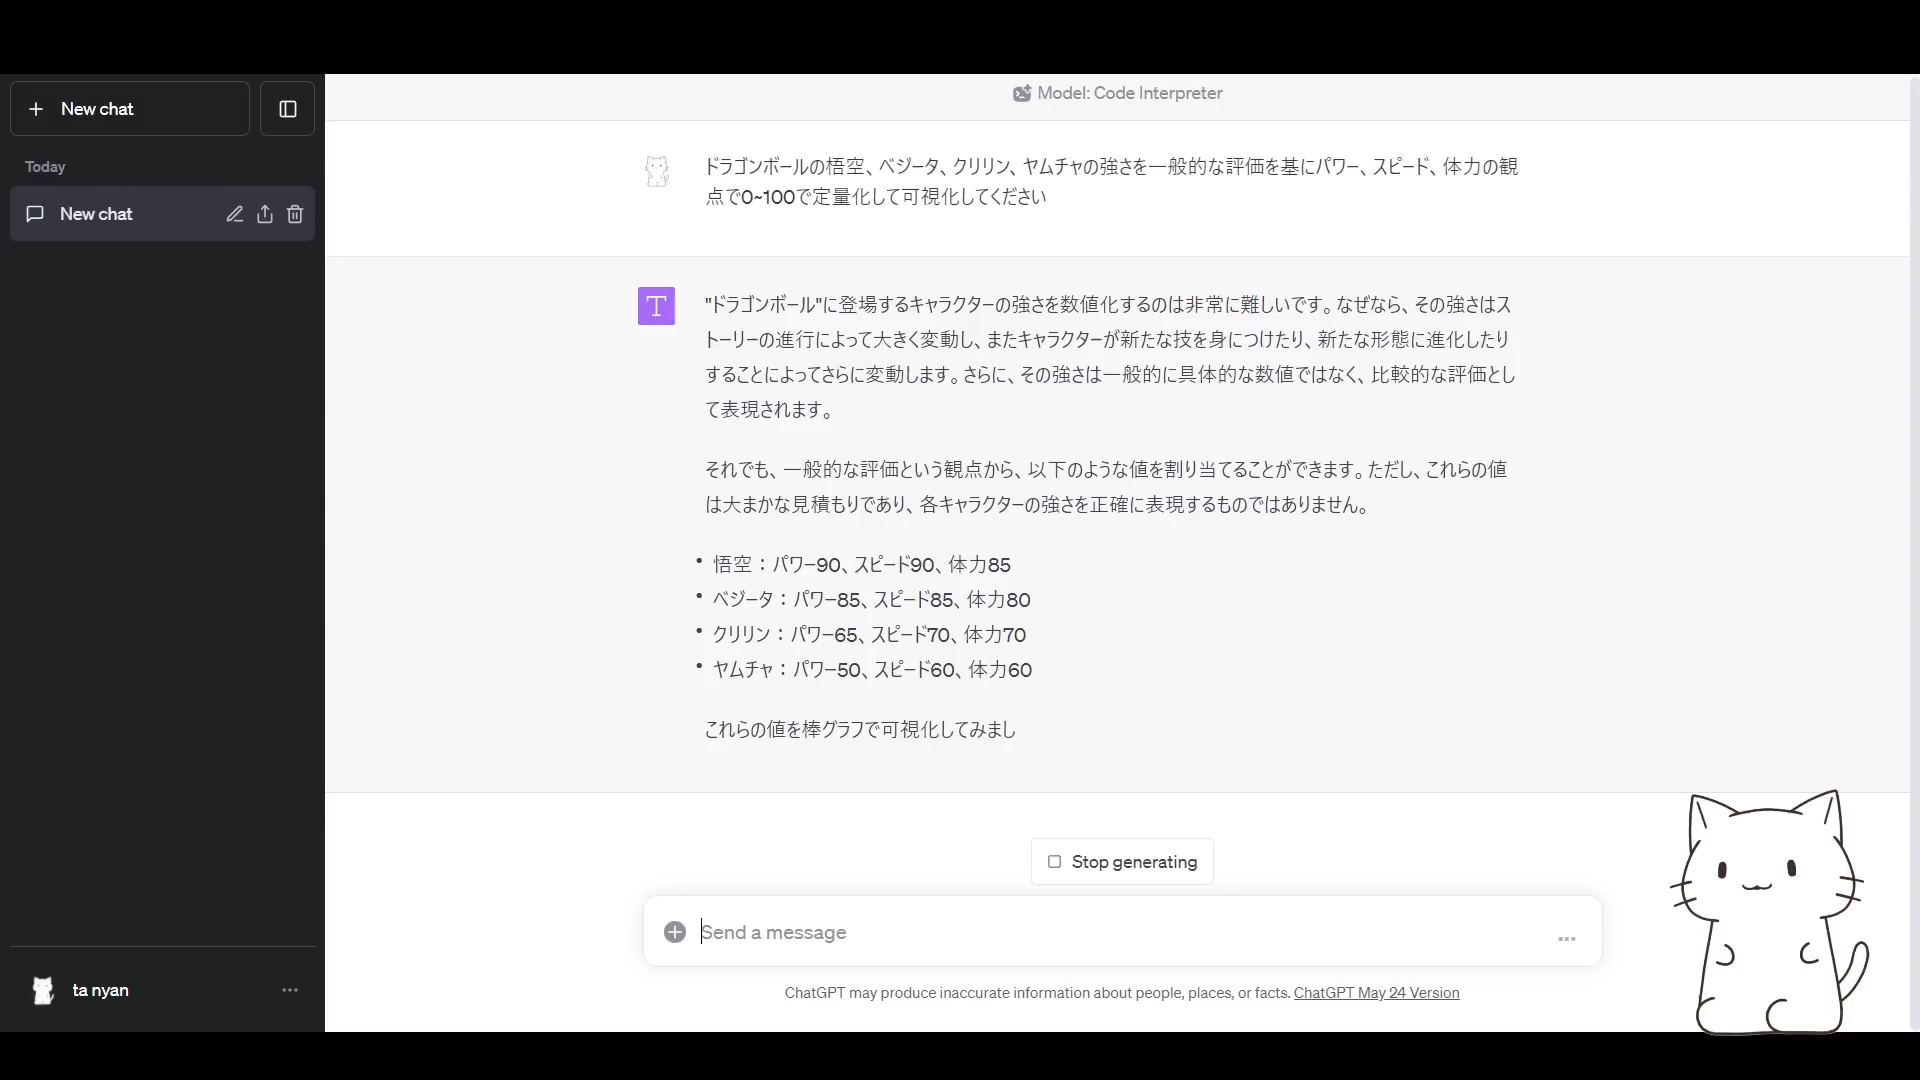 New chat
Today
New chat
ta nyan
Model: Code Interpreter
ドラゴンボールの悟空、ベジータ、クリリン、ヤムチャの強さを一般的な評価を基にパワー、スピード、体力の観
点で0~100で定量化して可視化してください
T
"ドラゴンボール"に登場するキャラクターの強さを数値化するのは非常に難しいです。なぜなら、その強さはス
トーリーの進行によって大きく変動し、またキャラクターが新たな技を身につけたり、新たな形態に進化したり
することによってさらに変動します。さらに、その強さは一般的に具体的な数値ではなく、比較的な評価とし
て表現されます。
それでも、一般的な評価という観点から、以下のような値を割り当てることができます。ただし、これらの値
は大まかな見積もりであり、各キャラクターの強さを正確に表現するものではありません。
• 悟空：パワー90、スピード90、体力85
• ベジータ：パワー85、スピード85、体力80
• クリリン：パワー65、スピード70、体力70
• ヤムチャ：パワー50、スピード60、体力60
これらの値を棒グラフで可視化してみまし
Stop generating
Send a message
ChatGPT may produce inaccurate information about people, places, or facts. ChatGPT May 24 Version